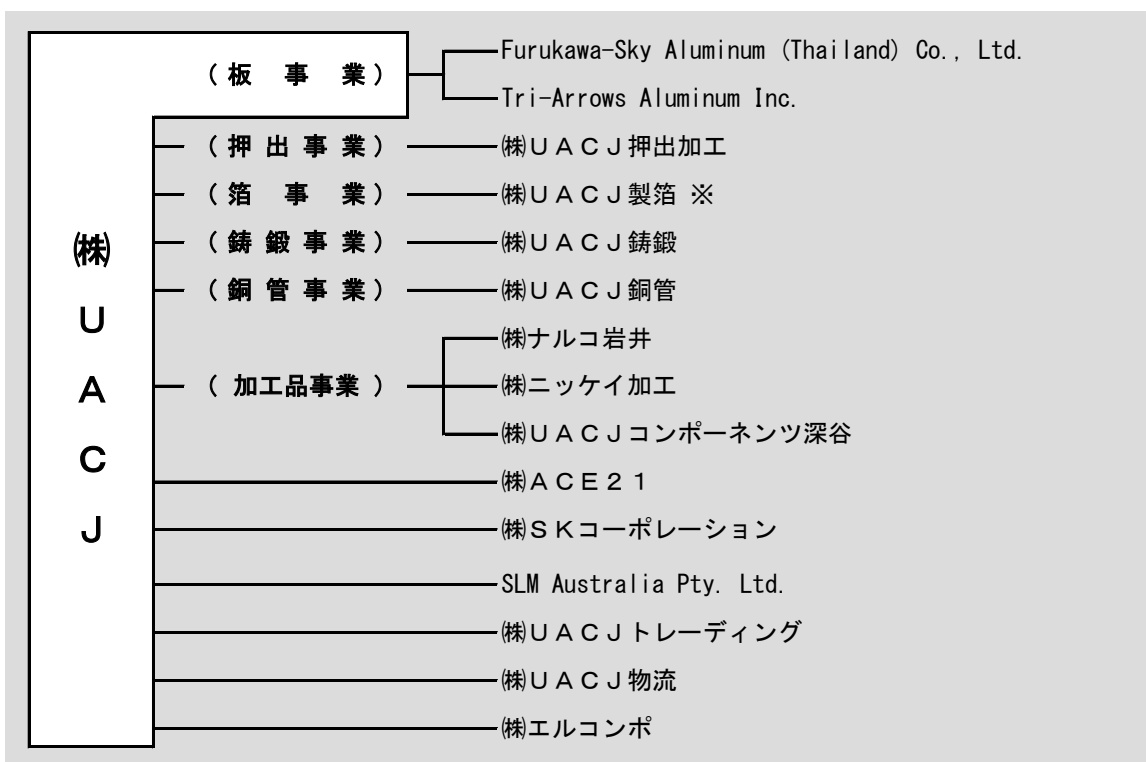 ㈱UACJ
(板 事 業)
Furukawa-Sky Aluminum (Thailand) Co., Ltd.
Tri-Arrows Aluminum Inc.
(押 出 事 業) ㈱UACJ押出加工
(箔 事 業) ㈱UACJ製箔 ※
(鋳 鍛 事 業) ㈱UACJ鋳鍛
(銅 管 事 業) ㈱UACJ銅管
㈱ナルコ岩井
( 加工品事業 ) ㈱ニッケイ加工
㈱UACJコンポーネンツ深谷
㈱ACE21
㈱SKコーポレーション
SLM Australia Pty. Ltd.
㈱UACJトレーディング
㈱UACJ物流
㈱エルコンポ